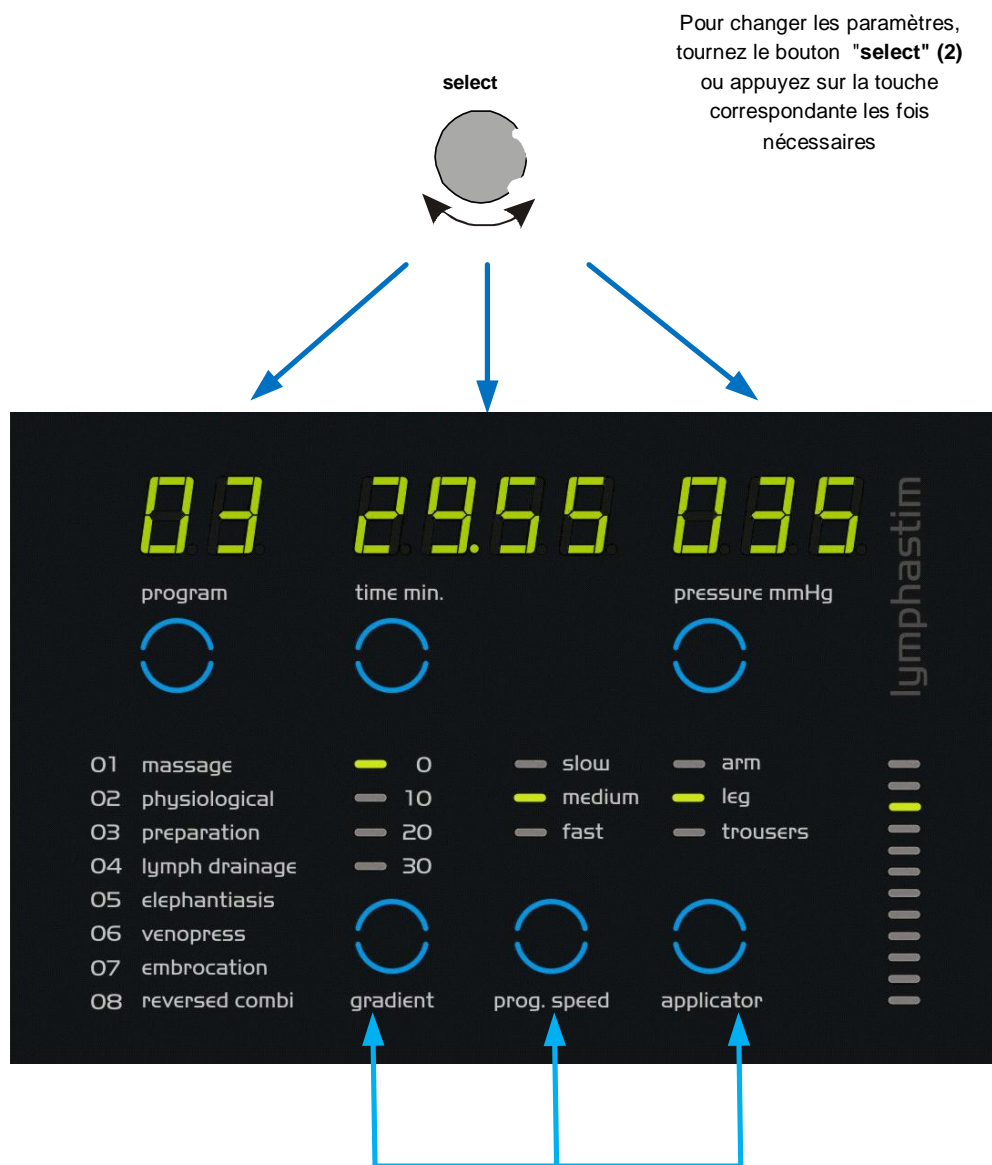 Pour changer les paramètres,
tournez le bouton "select" (2)
ou appuyez sur la touche
correspondante les fois
nécessaires
select
03 29.55 035
program time min. pressure mmHg
lymphastim
01 massage 0 slow arm
02 physiological 10 medium leg
03 preparation 20 fast trousers
04 lymph drainage 30
05 elephantiasis
06 venopress
07 embrocation
08 reversed combi gradient prog. speed applicator